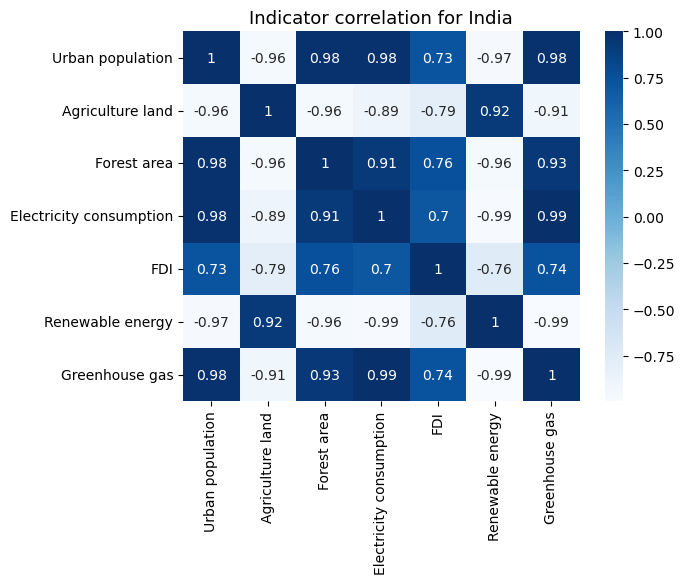 Indicator correlation for India
Urban population 1 -0.96 0.98 0.98 0.73 -0.97 0.98
Agriculture land -0.96 1 -0.96 -0.89 -0.79 0.92 -0.91
Forest area 0.98 -0.96 1 0.91 0.76 -0.96 0.93
Electricity consumption 0.98 -0.89 0.91 1 0.7 -0.99 0.99
FDI 0.73 -0.79 0.76 0.7 1 -0.76 0.74
Renewable energy -0.97 0.92 -0.96 -0.99 -0.76 1 -0.99
Greenhouse gas 0.98 -0.91 0.93 0.99 0.74 -0.99 1
Urban population
Agriculture land
Forest area
Electricity consumption
FDI
Renewable energy
Greenhouse gas
1.00
0.75
0.50
0.25
0.00
-0.25
-0.50
-0.75